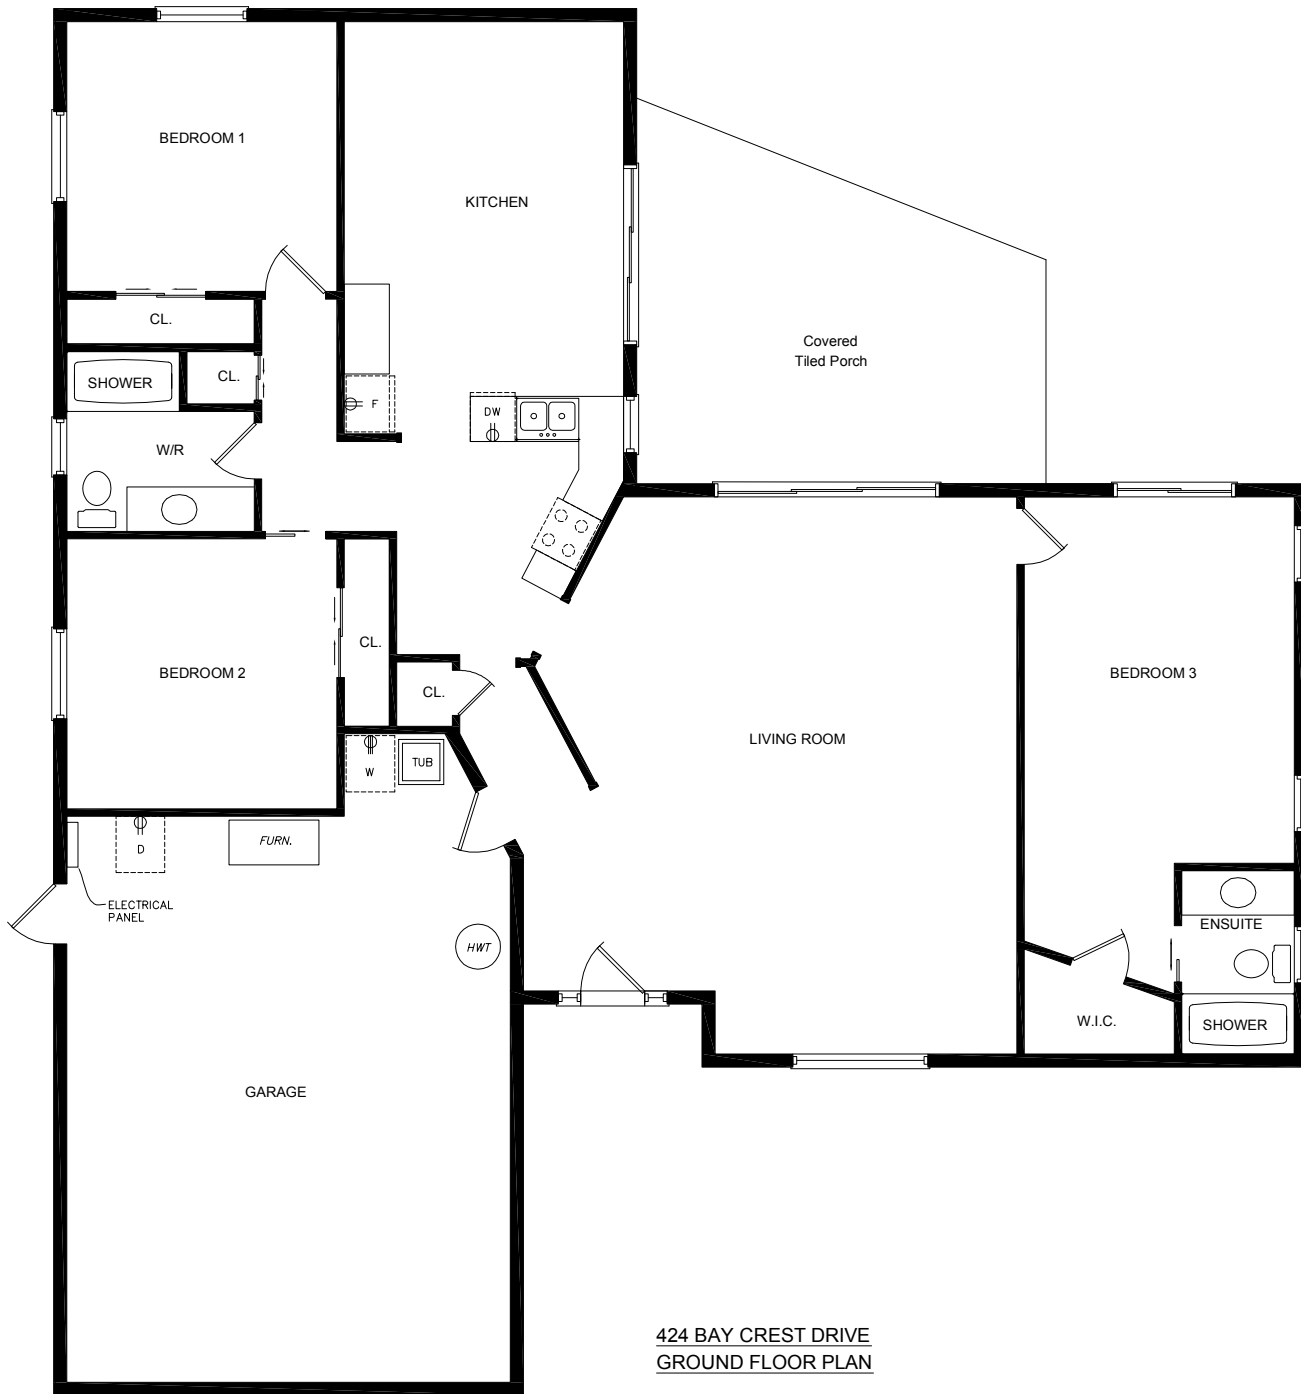 BEDROOM 1
KITCHEN
CL.
Covered
Tiled Porch
SHOWER
CL.
F
DW
W/R
CL.
BEDROOM 2
BEDROOM 3
CL.
LIVING ROOM
W
TUB
D
FURN.
ELECTRICAL
PANEL
HWT
ENSUITE
W.I.C.
SHOWER
GARAGE
424 BAY CREST DRIVE
GROUND FLOOR PLAN